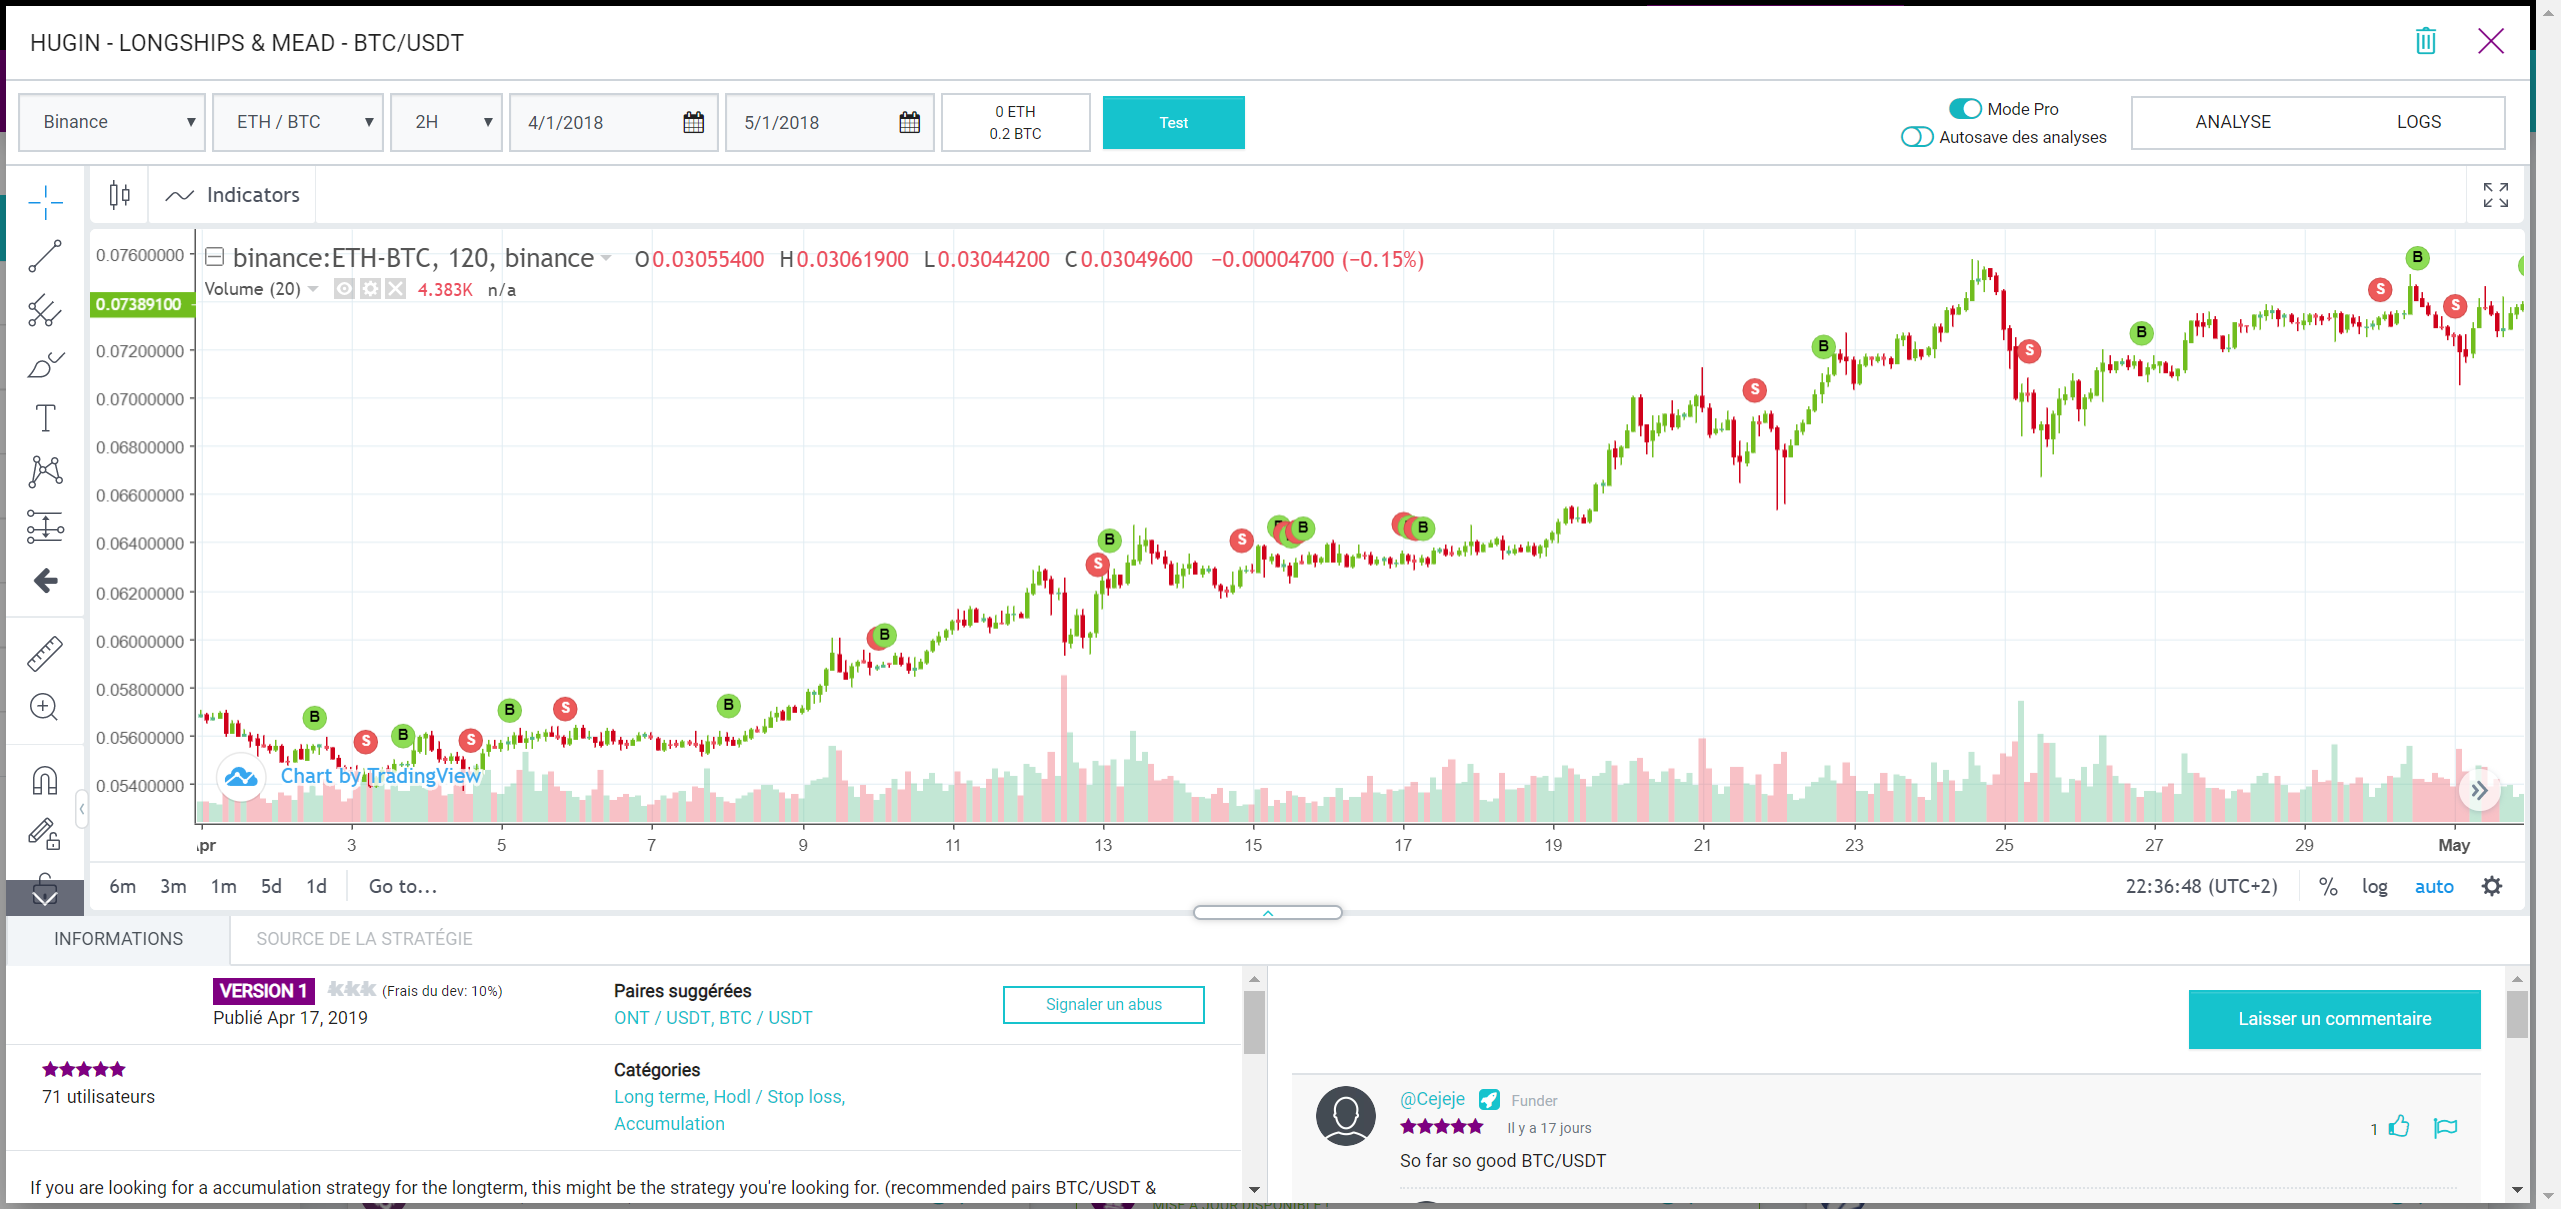 HUGIN - LONGSHIPS & MEAD - BTC/USDT
Binance
ETH / BTC
2H
4/1/2018
5/1/2018
0 ETH
0.2 BTC
Test
Mode Pro
Autosave des analyses
ANALYSE
LOGS
Indicators
binance:ETH-BTC, 120, binance O0.03055400 H0.03061900 L0.03044200 C0.03049600 −0.00004700 (−0.15%)
Volume (20) 4.383K n/a
0.07600000
0.07389100
0.07200000
0.07000000
0.06800000
0.06600000
0.06400000
0.06200000
0.06000000
0.05800000
0.05600000
0.05400000
B S B S B S B B S B S B B B S B S B S B S
Chart by TradingView
pr 3 5 7 9 11 13 15 17 19 21 23 25 27 29 May
6m 3m 1m 5d 1d Go to...
22:36:48 (UTC+2) % log auto
INFORMATIONS
SOURCE DE LA STRATÉGIE
VERSION 1 (Frais du dev: 10%)
Publié Apr 17, 2019
Paires suggérées
ONT / USDT, BTC / USDT
Signaler un abus
71 utilisateurs
Catégories
Long terme, Hodl / Stop loss,
Accumulation
If you are looking for a accumulation strategy for the longterm, this might be the strategy you're looking for. (recommended pairs BTC/USDT &
Laisser un commentaire
@Cejeje Funder
Il y a 17 jours
1
So far so good BTC/USDT